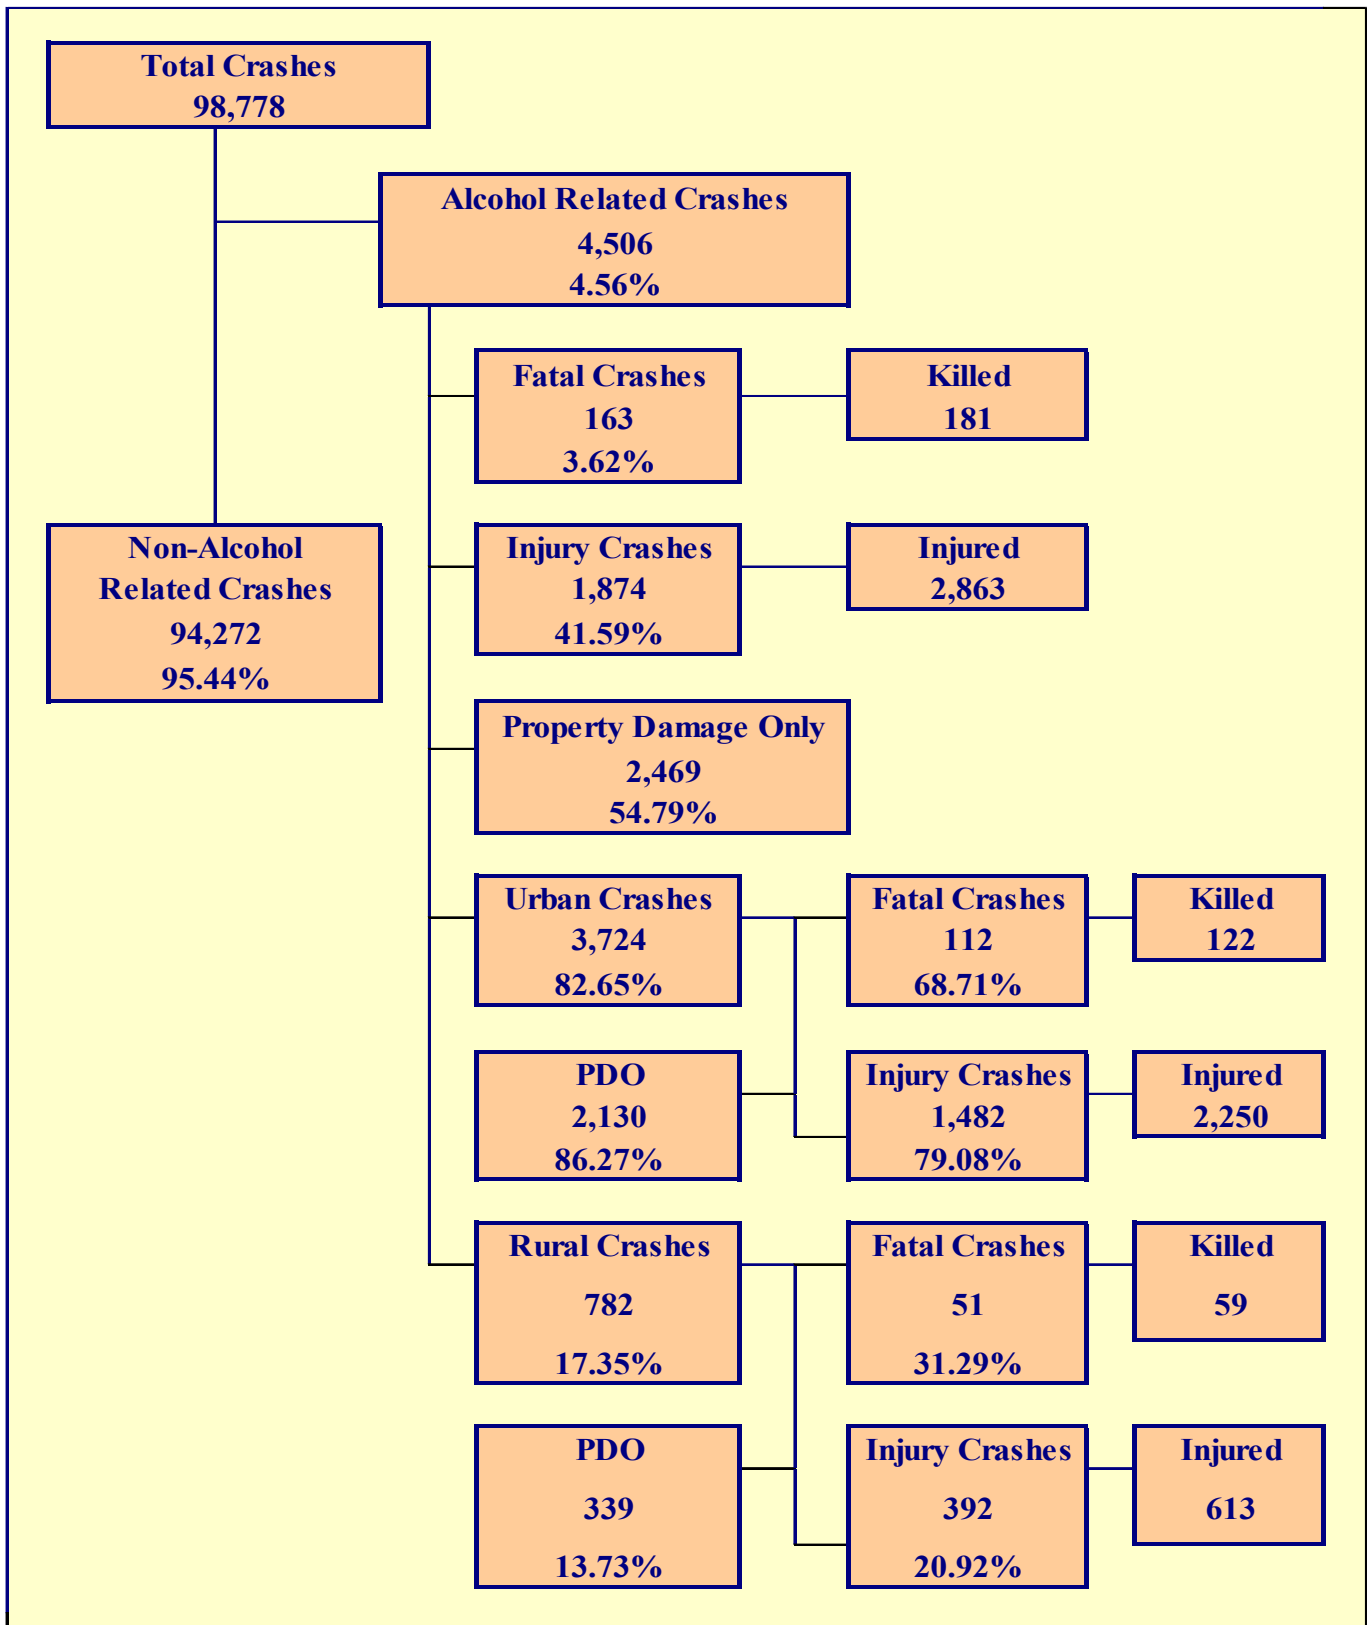 Total Crashes
98,778
Alcohol Related Crashes
4,506
4.56%
Fatal Crashes
163
3.62%
Killed
181
Non-Alcohol
Related Crashes
94,272
95.44%
Injury Crashes
1,874
41.59%
Injured
2,863
Property Damage Only
2,469
54.79%
Urban Crashes
3,724
82.65%
Fatal Crashes
112
68.71%
Killed
122
PDO
2,130
86.27%
Injury Crashes
1,482
79.08%
Injured
2,250
Rural Crashes
782
17.35%
Fatal Crashes
51
31.29%
Killed
59
PDO
339
13.73%
Injury Crashes
392
20.92%
Injured
613